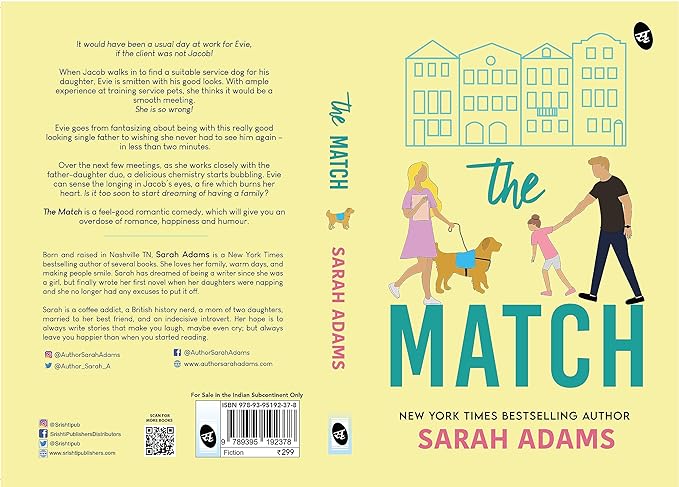 It would have been a usual day at work for Evie,
if the client was not Jacob!
When Jacob walks in to find a suitable service dog for his
daughter, Evie is smitten with his good looks. With ample
experience at training service pets, she thinks it would be a
smooth meeting.
She is so wrong!
Evie goes from fantasizing about being with this really good
looking single father to wishing she never had to see him again –
in less than two minutes.
Over the next few meetings, as she works closely with the
father-daughter duo, a delicious chemistry starts bubbling. Evie
can sense the longing in Jacob's eyes, a fire which burns her
heart. Is it too soon to start dreaming of having a family?
The Match is a feel-good romantic comedy, which will give you an
overdose of romance, happiness and humour.
Born and raised in Nashville TN, Sarah Adams is a New York Times
bestselling author of several books. She loves her family, warm days, and
making people smile. Sarah has dreamed of being a writer since she was
a girl, but finally wrote her first novel when her daughters were napping
and she no longer had any excuses to put it off.
Sarah is a coffee addict, a British history nerd, a mom of two daughters,
married to her best friend, and an indecisive introvert. Her hope is to
always write stories that make you laugh, maybe even cry; but always
leave you happier than when you started reading.
@AuthorSarahAdams
@AuthorSarahAdams
@Author_Sarah_A
www.authorsarahadams.com
@Srishtipub
@SrishtiPublishersDistributors
@Srishtipub
www.srishtipublishers.com
SCAN FOR
MORE BOOKS
For Sale in the Indian Subcontinent Only
ISBN 978-93-95192-37-8
9 789395 192378
Fiction
₹299
the MATCH
SARAH ADAMS
सृ
the
MATCH
NEW YORK TIMES BESTSELLING AUTHOR
SARAH ADAMS